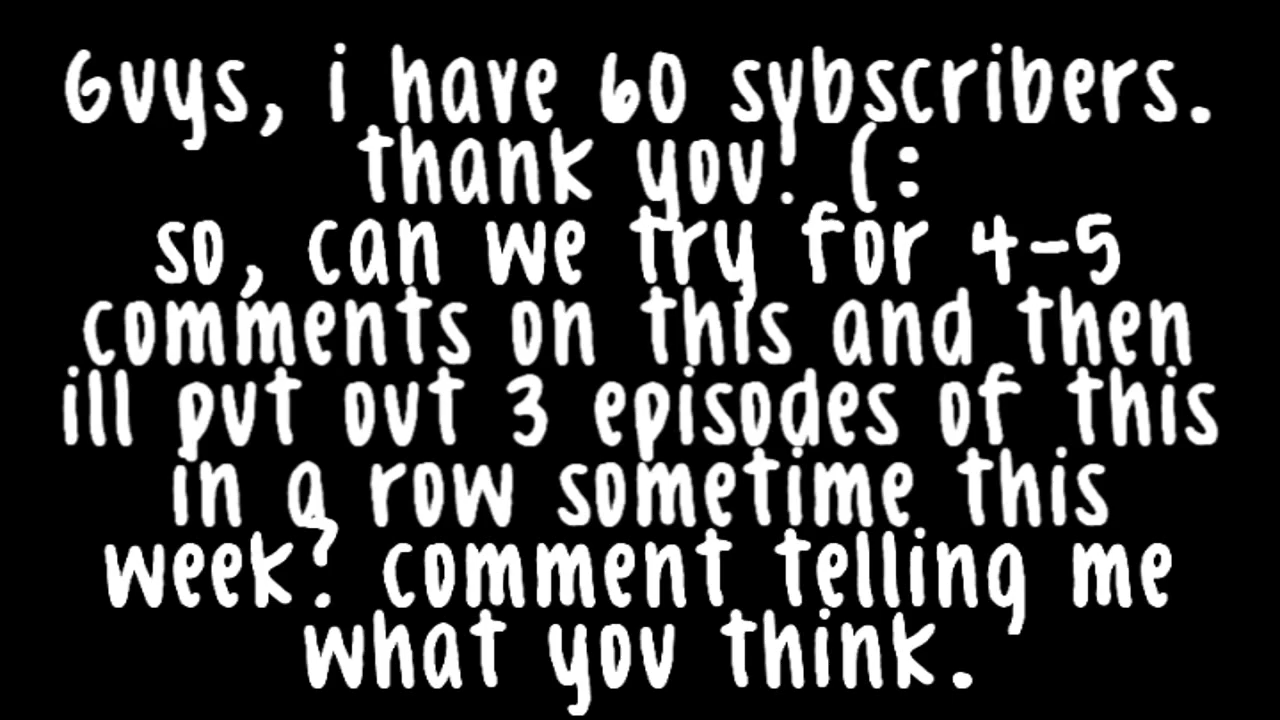 Guys, i have 60 subscribers.
thank you! (:
so, can we try for 4-5
comments on this and then
ill put out 3 episodes of this
in a row sometime this
week? comment telling me
what you think.